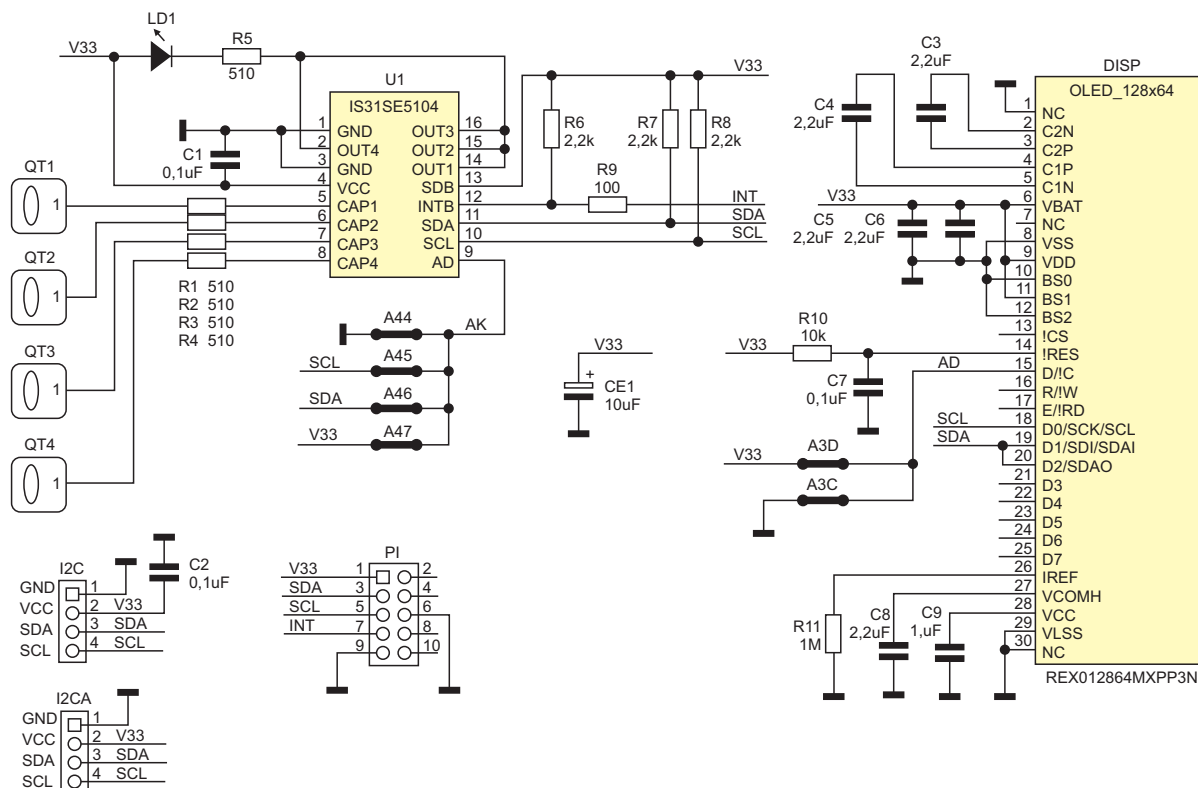 LD1
V33
R5
510
U1
IS31SE5104
1 GND OUT3 16
2 OUT4 OUT2 15
3 GND OUT1 14
4 VCC SDB 13
5 CAP1 INTB 12
6 CAP2 SDA 11
7 CAP3 SCL 10
8 CAP4 AD 9
C1
0,1uF
QT1
1
QT2
1
QT3
1
QT4
1
R1 510
R2 510
R3 510
R4 510
V33
R6
2,2k
R7
2,2k
R8
2,2k
R9
100
INT
SDA
SCL
AK
A44
SCL A45
SDA A46
V33 A47
V33
+
CE1
10uF
C3
2,2uF
C4
2,2uF
V33
C5
2,2uF
C6
2,2uF
V33
R10
10k
C7
0,1uF
AD
SCL
SDA
V33 A3D
A3C
R11
1M
C8
2,2uF
C9
1,uF
DISP
OLED_128x64
1 NC
2 C2N
3 C2P
4 C1P
5 C1N
6 VBAT
7 NC
8 VSS
9 VDD
10 BS0
11 BS1
12 BS2
13 !CS
14 !RES
15 D/!C
16 R/!W
17 E/!RD
18 D0/SCK/SCL
19 D1/SDI/SDAI
20 D2/SDAO
21 D3
22 D4
23 D5
24 D6
25 D7
26 IREF
27 VCOMH
28 VCC
29 VLSS
30 NC
REX012864MXPP3N
I2C
GND 1
VCC 2 V33
SDA 3 SDA
SCL 4 SCL
C2
0,1uF
PI
V33 1 2
SDA 3 4
SCL 5 6
INT 7 8
9 10
I2CA
GND 1
VCC 2 V33
SDA 3 SDA
SCL 4 SCL